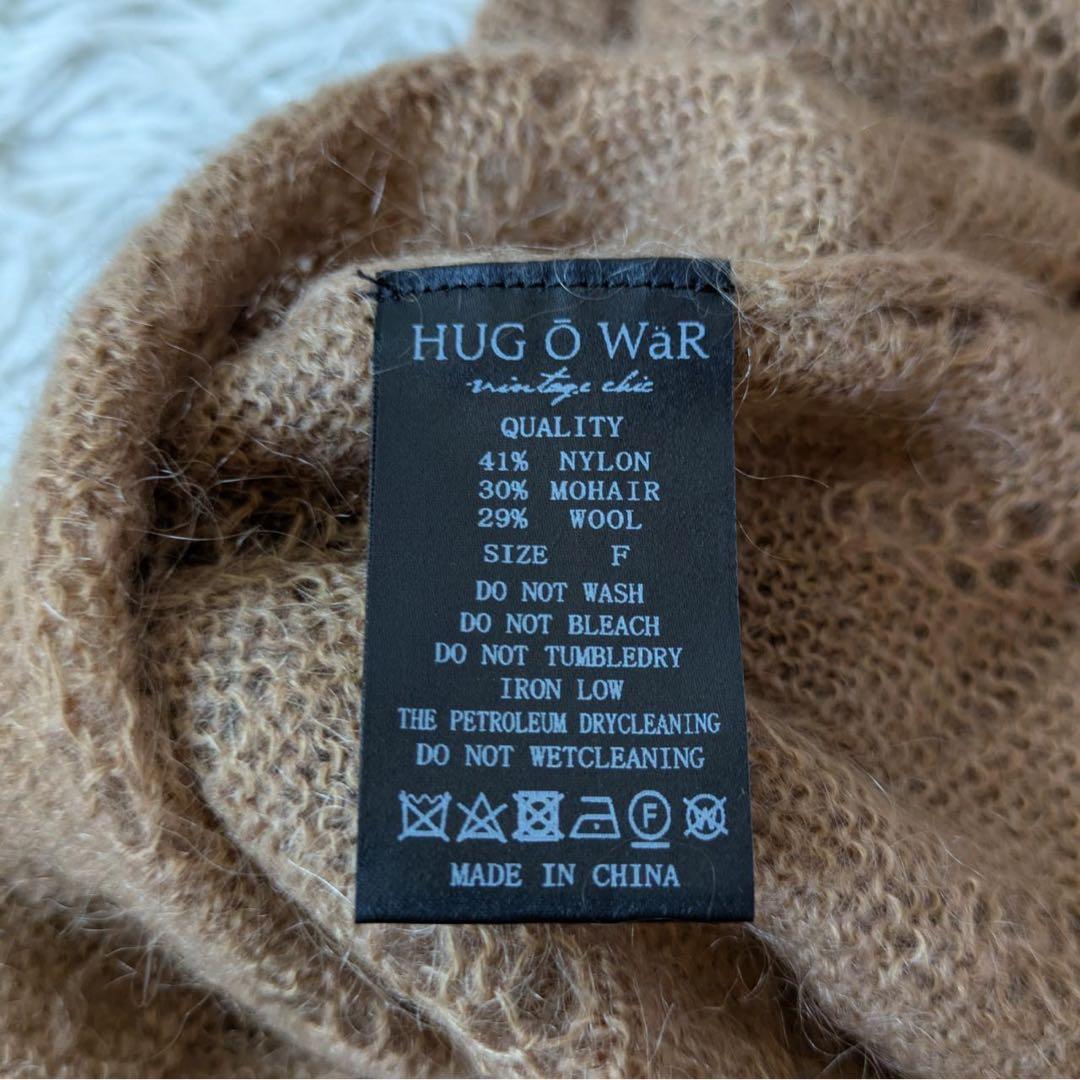 HUG Ō WäR
vintage chic
QUALITY
41% NYLON
30% MOHAIR
29% WOOL
SIZE F
DO NOT WASH
DO NOT BLEACH
DO NOT TUMBLEDRY
IRON LOW
THE PETROLEUM DRYCLEANING
DO NOT WETCLEANING
F W
MADE IN CHINA